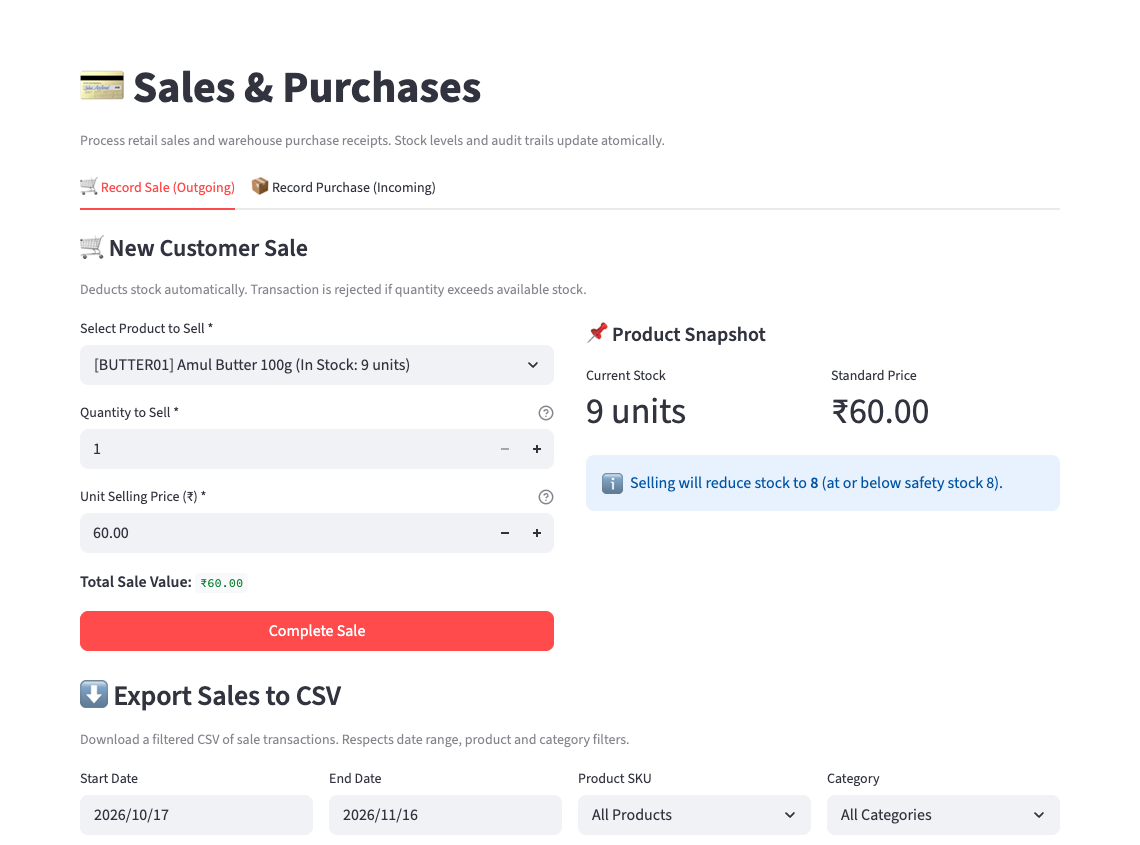 Sales & Purchases
Process retail sales and warehouse purchase receipts. Stock levels and audit trails update atomically.
Record Sale (Outgoing) Record Purchase (Incoming)
New Customer Sale
Deducts stock automatically. Transaction is rejected if quantity exceeds available stock.
Select Product to Sell *
[BUTTER01] Amul Butter 100g (In Stock: 9 units)
Quantity to Sell *
1
Unit Selling Price (₹) *
60.00
Total Sale Value: ₹60.00
Complete Sale
Product Snapshot
Current Stock Standard Price
9 units ₹60.00
Selling will reduce stock to 8 (at or below safety stock 8).
Export Sales to CSV
Download a filtered CSV of sale transactions. Respects date range, product and category filters.
Start Date End Date Product SKU Category
2026/10/17 2026/11/16 All Products All Categories